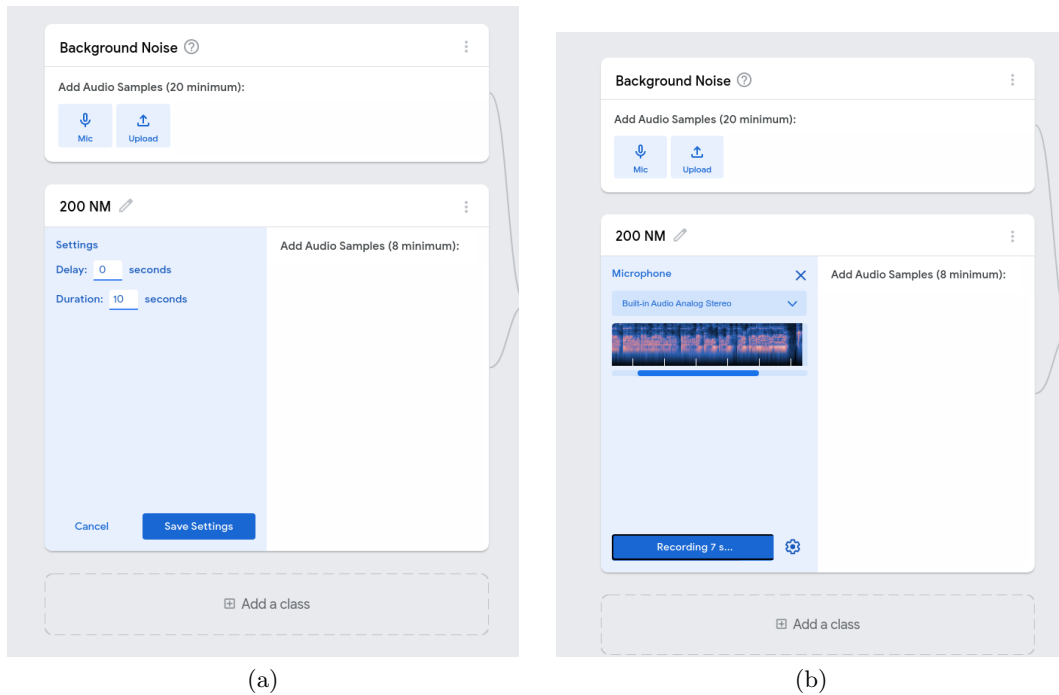 Background Noise
Add Audio Samples (20 minimum):
Mic
Upload
200 NM
Settings
Delay: 0 seconds
Duration: 10 seconds
Add Audio Samples (8 minimum):
Cancel
Save Settings
Add a class
(a)
Background Noise
Add Audio Samples (20 minimum):
Mic
Upload
200 NM
Microphone
Built-in Audio Analog Stereo
Add Audio Samples (8 minimum):
Recording 7 s...
Add a class
(b)